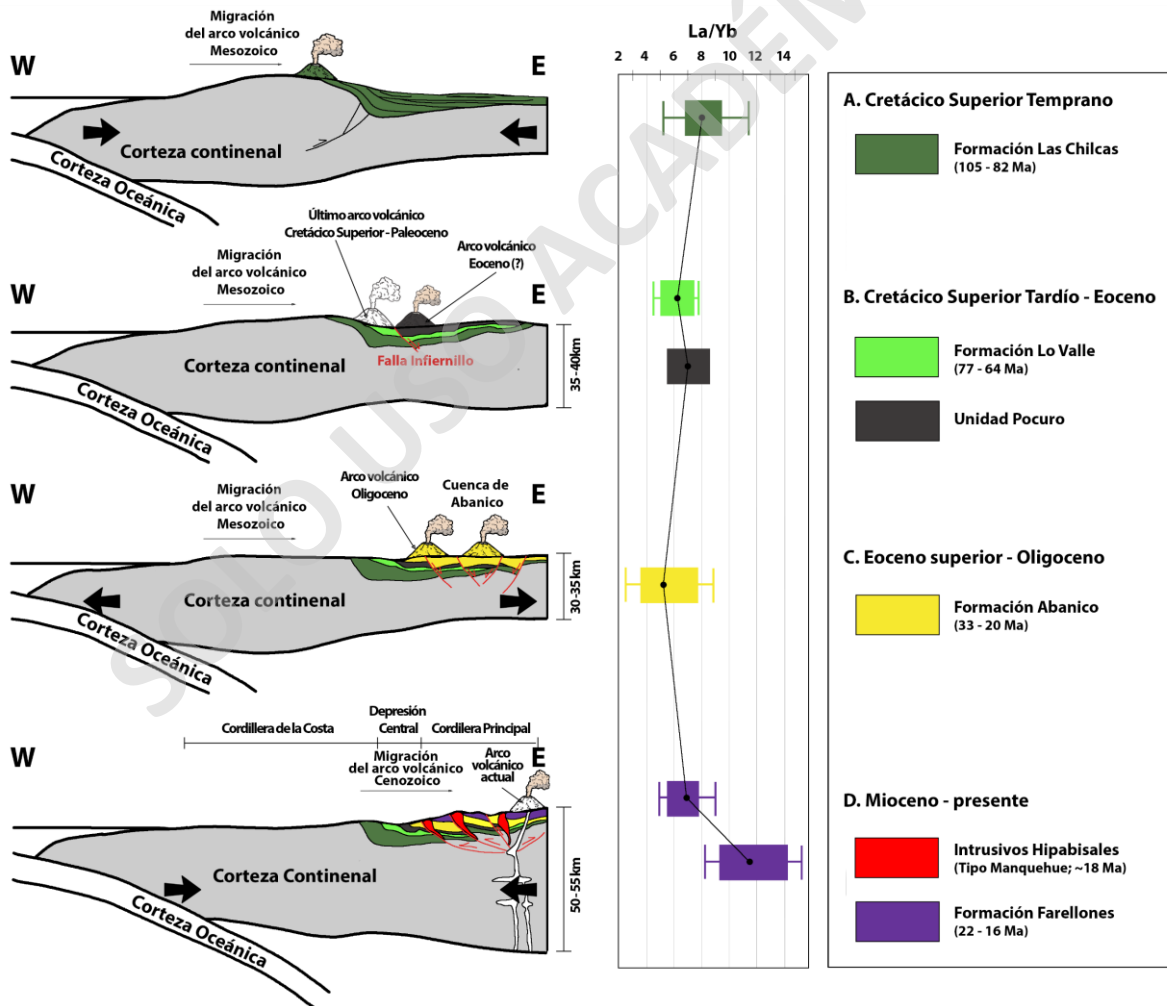 Migración
del arco volcánico
Mesozoico
W
E
Corteza continenal
Corteza Oceánica
Último arco volcánico
Cretácico Superior - Paleoceno
Arco volcánico
Eoceno (?)
Migración
del arco volcánico
Mesozoico
W
E
Corteza continenal
Falla Infiernillo
Corteza Oceánica
35 - 40km
Arco volcánico
Oligoceno
Cuenca de
Abanico
Migración
del arco volcánico
Mesozoico
W
E
Corteza continenal
Corteza Oceánica
30 - 35 km
Cordillera de la Costa
Depresión
Central
Cordilera Principal
Migración
del arco volcánico
Cenozoico
Arco
volcánico
actual
W
E
Corteza Continenal
Corteza Oceánica
50 - 55 km
La/Yb
2 4 6 8 10 12 14
A. Cretácico Superior Temprano
Formación Las Chilcas
(105 - 82 Ma)
B. Cretácico Superior Tardío - Eoceno
Formación Lo Valle
(77 - 64 Ma)
Unidad Pocuro
C. Eoceno superior - Oligoceno
Formación Abanico
(33 - 20 Ma)
D. Mioceno - presente
Intrusivos Hipabisales
(Tipo Manquehue; ~18 Ma)
Formación Farellones
(22 - 16 Ma)
SOLO USO ACADÉM